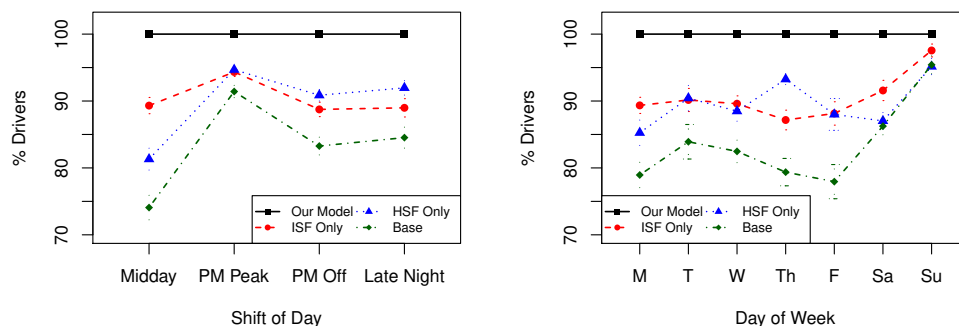 % Drivers
100
90
80
70
Our Model
ISF Only
HSF Only
Base
Midday PM Peak PM Off Late Night
Shift of Day
% Drivers
100
90
80
70
Our Model
ISF Only
HSF Only
Base
M T W Th F Sa Su
Day of Week